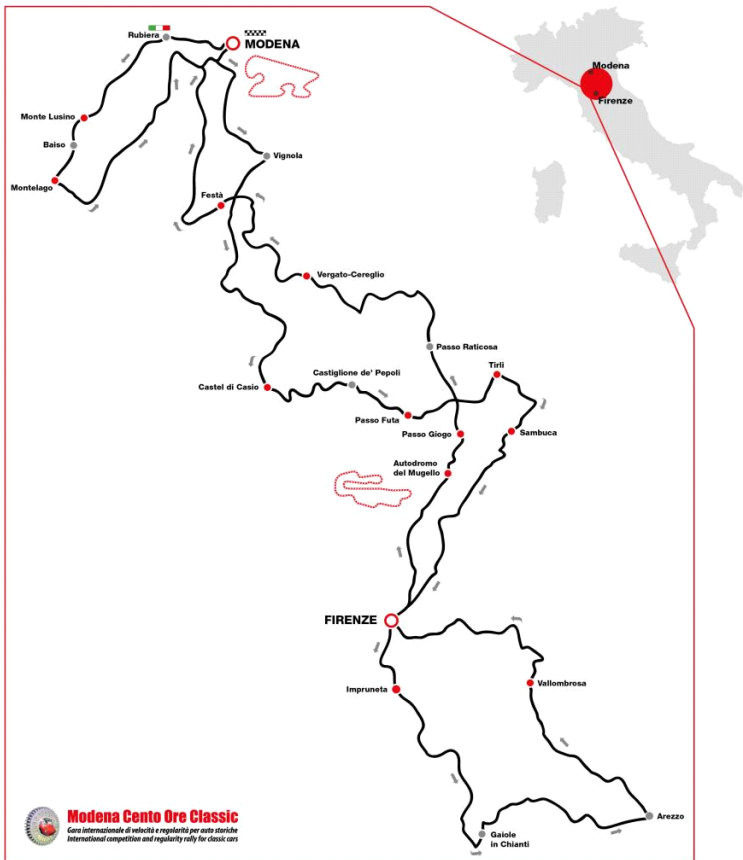 Rubiera
MODENA
Modena
Firenze
Monte Lusino
Baiso
Vignola
Montelago
Festà
Vergato-Cereglio
Passo Raticosa
Tirli
Castiglione de' Pepoli
Castel di Casio
Passo Futa
Passo Giogo
Sambuca
Autodromo
del Mugello
FIRENZE
Impruneta
Vallombrosa
Arezzo
Gaiole
in Chianti
Modena Cento Ore Classic
Gara internazionale di velocità e regolarità per auto storiche
International competition and regularity rally for classic cars